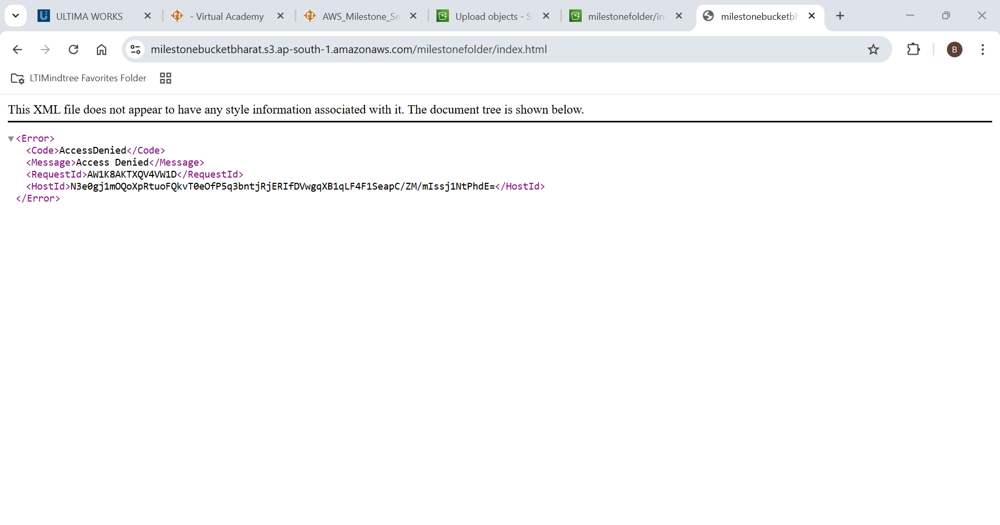 ULTIMA WORKS
- Virtual Academy
AWS_Milestone_Se
Upload objects - S
milestonefolder/in
milestonebucketbh
milestonebucketbharat.s3.ap-south-1.amazonaws.com/milestonefolder/index.html
B
LTIMindtree Favorites Folder
This XML file does not appear to have any style information associated with it. The document tree is shown below.
<Error>
<Code>AccessDenied</Code>
<Message>Access Denied</Message>
<RequestId>AW1K8AKTXQV4VW1D</RequestId>
<HostId>N3e0gj1mOQoXpRtuoFQkvT0eOfP5q3bntjRjERIfDVwgqXB1qLF4F1SeapC/ZM/mIssj1NtPhdE=</HostId>
</Error>